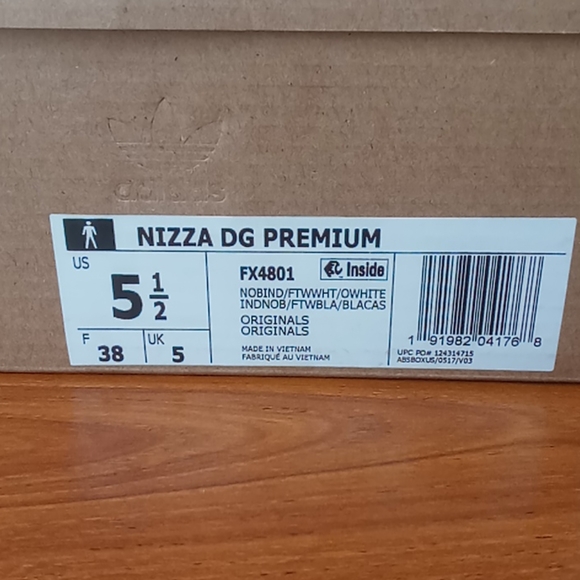 adidas
NIZZA DG PREMIUM
US
5 1/2
F
38
UK
5
FX4801
Inside
NOBIND/FTWWHT/OWHITE
INDNOB/FTWBLA/BLACAS
ORIGINALS
ORIGINALS
MADE IN VIETNAM
FABRIQUÉ AU VIETNAM
1 91982 04176 8
UPC PO# 124314715
ABSBOXUS/0517/V03